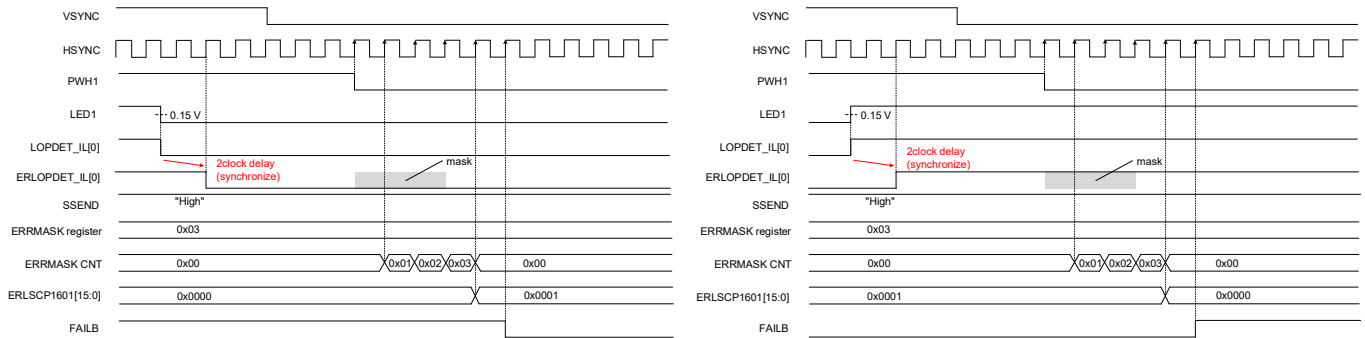 VSYNC
HSYNC
PWH1
LED1
0.15 V
LOPDET_IL[0]
2clock delay
(synchronize)
mask
ERLOPDET_IL[0]
SSEND
"High"
ERRMASK register
0x03
ERRMASK CNT
0x00
0x01
0x02
0x03
0x00
ERLSCP1601[15:0]
0x0000
0x0001
FAILB
VSYNC
HSYNC
PWH1
LED1
0.15 V
LOPDET_IL[0]
2clock delay
(synchronize)
mask
ERLOPDET_IL[0]
SSEND
"High"
ERRMASK register
0x03
ERRMASK CNT
0x00
0x01
0x02
0x03
0x00
ERLSCP1601[15:0]
0x0001
0x0000
FAILB